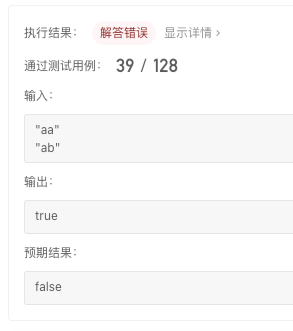 执行结果： 解答错误 显示详情 ›
通过测试用例： 39 / 128
输入：
"aa"
"ab"
输出：
true
预期结果：
false